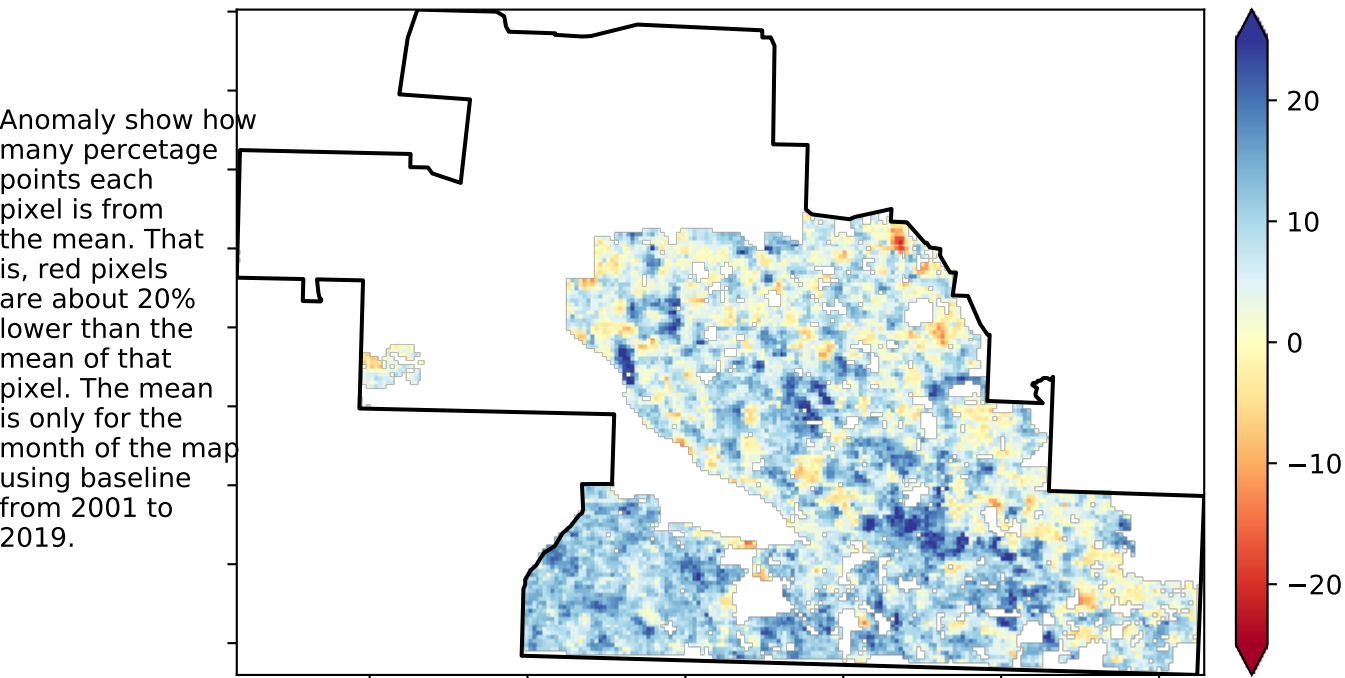 Anomaly show how
many percetage
points each
pixel is from
the mean. That
is, red pixels
are about 20%
lower than the
mean of that
pixel. The mean
is only for the
month of the map
using baseline
from 2001 to
2019.
20
10
0
−10
−20